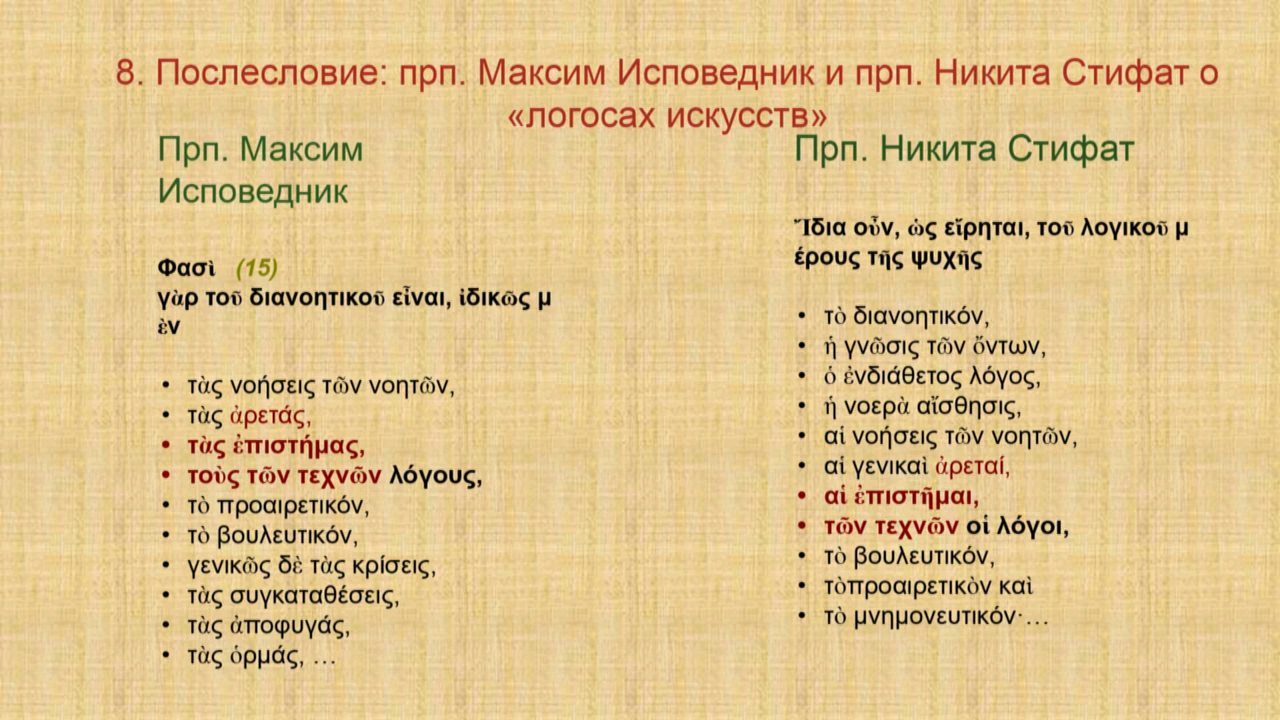 8. Послесловие: прп. Максим Исповедник и прп. Никита Стифат о
«логосах искусств»
Прп. Максим
Исповедник
Φασὶ (15)
γὰρ τοῦ διανοητικοῦ εἶναι, ἰδικῶς μ
ὲν
• τὰς νοήσεις τῶν νοητῶν,
• τὰς ἀρετάς,
• τὰς ἐπιστήμας,
• τοὺς τῶν τεχνῶν λόγους,
• τὸ προαιρετικόν,
• τὸ βουλευτικόν,
• γενικῶς δὲ τὰς κρίσεις,
• τὰς συγκαταθέσεις,
• τὰς ἀποφυγάς,
• τὰς ὁρμάς, …
Прп. Никита Стифат
Ἴδια οὖν, ὡς εἴρηται, τοῦ λογικοῦ μ
έρους τῆς ψυχῆς
• τὸ διανοητικόν,
• ἡ γνῶσις τῶν ὄντων,
• ὁ ἐνδιάθετος λόγος,
• ἡ νοερὰ αἴσθησις,
• αἱ νοήσεις τῶν νοητῶν,
• αἱ γενικαὶ ἀρεταί,
• αἱ ἐπιστῆμαι,
• τῶν τεχνῶν οἱ λόγοι,
• τὸ βουλευτικόν,
• τὸπροαιρετικὸν καὶ
• τὸ μνημονευτικόν·…